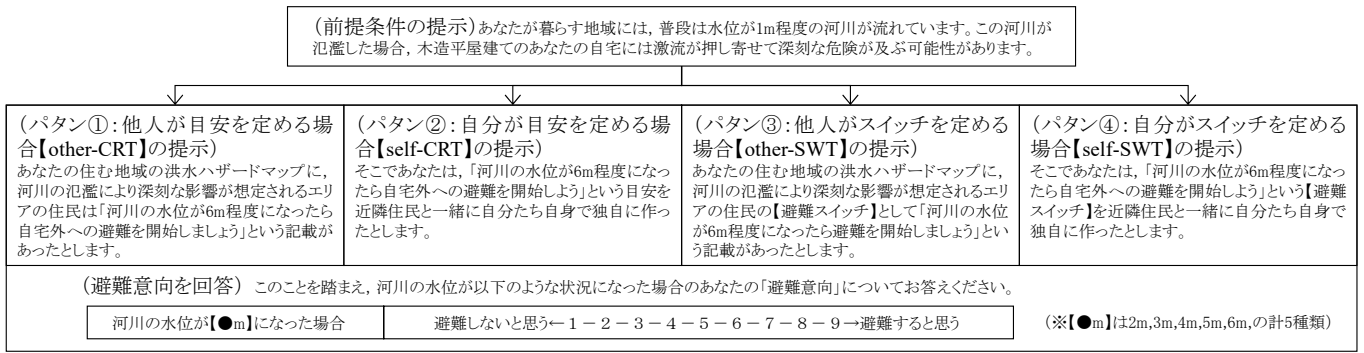 (前提条件の提示)あなたが暮らす地域には，普段は水位が1m程度の河川が流れています。この河川が
氾濫した場合，木造平屋建てのあなたの自宅には激流が押し寄せて深刻な危険が及ぶ可能性があります。
(パタン①：他人が目安を定める場
合【other-CRT】の提示)
あなたの住む地域の洪水ハザードマップに，
河川の氾濫により深刻な影響が想定されるエリ
アの住民は「河川の水位が6m程度になったら
自宅外への避難を開始しましょう」という記載
があったとします。
(パタン②：自分が目安を定める場
合【self-CRT】の提示)
そこであなたは，「河川の水位が6m程度になっ
たら自宅外への避難を開始しよう」という目安を
近隣住民と一緒に自分たち自身で独自に作っ
たとします。
(パタン③：他人がスイッチを定める
場合【other-SWT】の提示)
あなたの住む地域の洪水ハザードマップに，
河川の氾濫により深刻な影響が想定されるエリ
アの住民の【避難スイッチ】として「河川の水位
が6m程度になったら避難を開始しましょう」とい
う記載があったとします。
(パタン④：自分がスイッチを定める
場合【self-SWT】の提示)
そこであなたは，「河川の水位が6m程度になっ
たら自宅外への避難を開始しよう」という【避難
スイッチ】を近隣住民と一緒に自分たち自身で
独自に作ったとします。
(避難意向を回答) このことを踏まえ，河川の水位が以下のような状況になった場合のあなたの「避難意向」についてお答えください。
河川の水位が【●m】になった場合
避難しないと思う←1－2－3－4－5－6－7－8－9→避難すると思う
(※【●m】は2m,3m,4m,5m,6m,の計5種類)